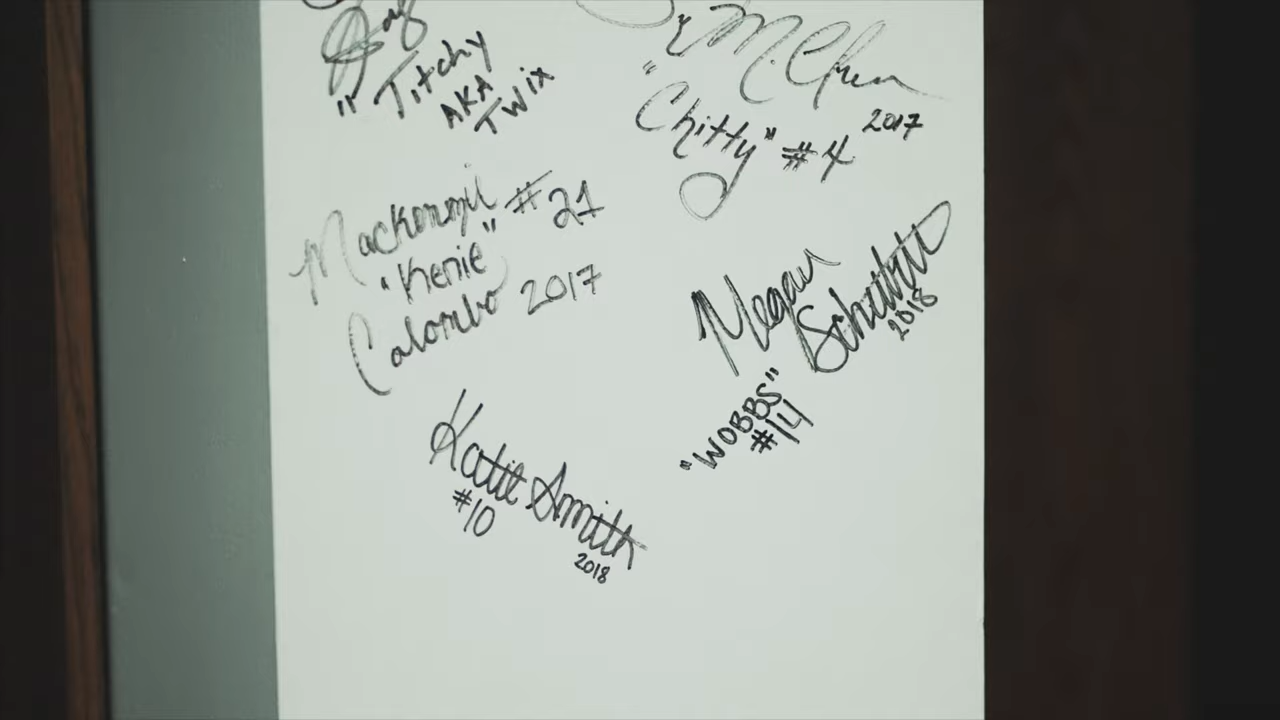 "Titchy
AKA
Twix
"Chitty" #4 2017
Mackenzie #21
"Kenie"
Colombo 2017
Megan
2018
"WOBBS"
#14
Katie Smith
#10
2018